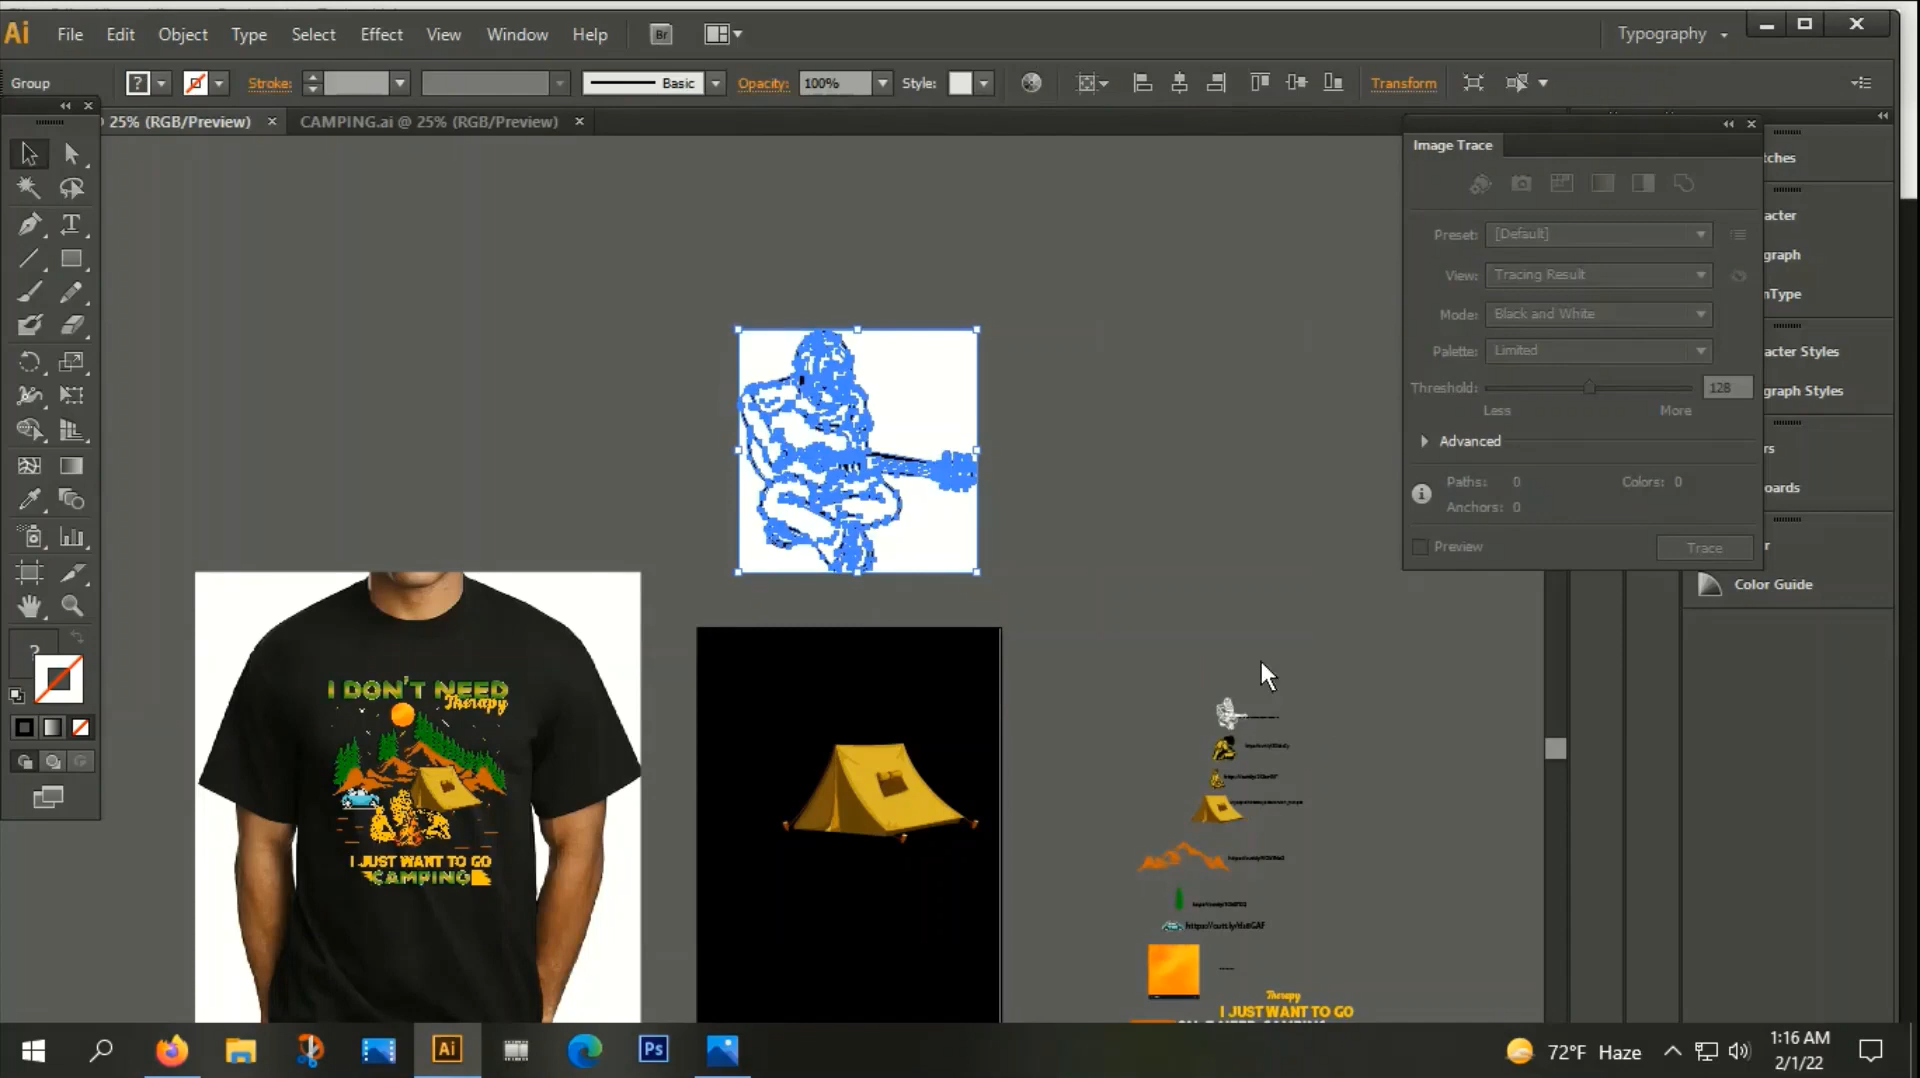 Ai File Edit Object Type Select Effect View Window Help Br Typography
Group ? Stroke: Basic Opacity: 100% Style: Transform
25% (RGB/Preview) × CAMPING.ai @ 25% (RGB/Preview) ×
Image Trace
Preset: [Default]
View: Tracing Result
Mode: Black and White
Palette: Limited
Threshold: 128
Less More
Advanced
Paths: 0 Colors: 0
Anchors: 0
Preview Trace
tches
acter
graph
nType
acter Styles
graph Styles
rs
oards
r
Color Guide
?
I DON'T NEED
Therapy
I JUST WANT TO GO
CAMPING
Therapy
I JUST WANT TO GO
Ai Ps 72°F Haze 1:16 AM
2/1/22